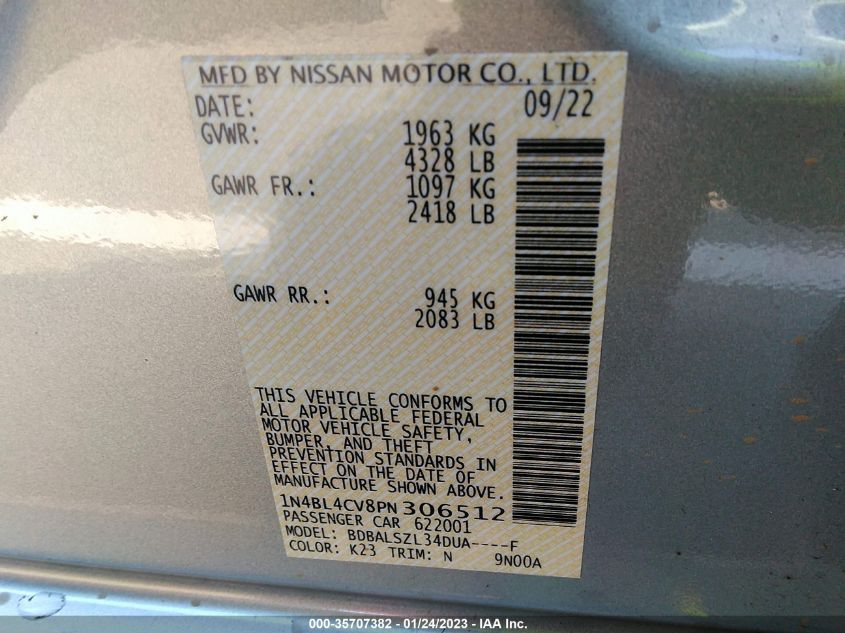 MFD BY NISSAN MOTOR CO., LTD.
DATE: 09/22
GVWR: 1963 KG
4328 LB
GAWR FR.: 1097 KG
2418 LB
GAWR RR.: 945 KG
2083 LB
THIS VEHICLE CONFORMS TO
ALL APPLICABLE FEDERAL
MOTOR VEHICLE SAFETY,
BUMPER, AND THEFT
PREVENTION STANDARDS IN
EFFECT ON THE DATE OF
MANUFACTURE SHOWN ABOVE.
1N4BL4CV8PN306512
PASSENGER CAR 622001
MODEL: BDBALSZL34DUA----F
COLOR: K23 TRIM: N 9N00A
000-35707382 - 01/24/2023 - IAA Inc.